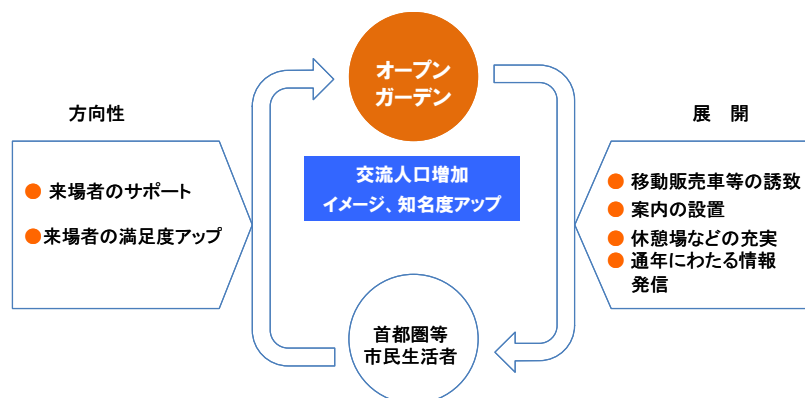 オープン
ガーデン
方向性
● 来場者のサポート
● 来場者の満足度アップ
交流人口増加
イメージ、知名度アップ
展　開
● 移動販売車等の誘致
● 案内の設置
● 休憩場などの充実
● 通年にわたる情報
発信
首都圏等
市民生活者